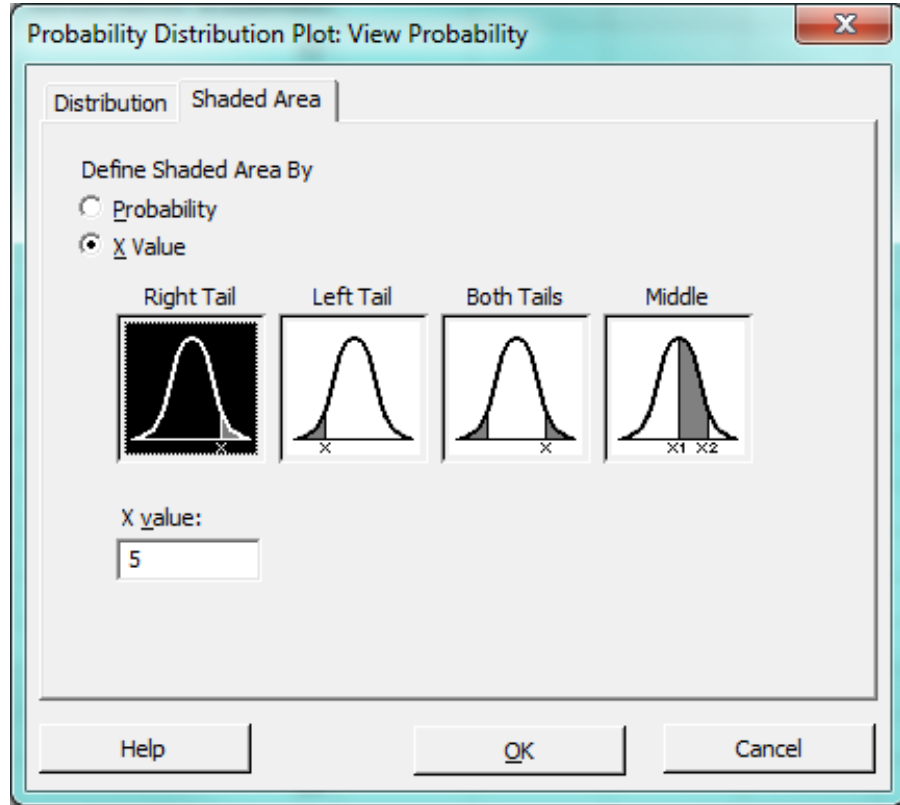 Probability Distribution Plot: View Probability
Distribution Shaded Area
Define Shaded Area By
Probability
X Value
Right Tail Left Tail Both Tails Middle
X X X X1 X2
X value:
5
Help OK Cancel